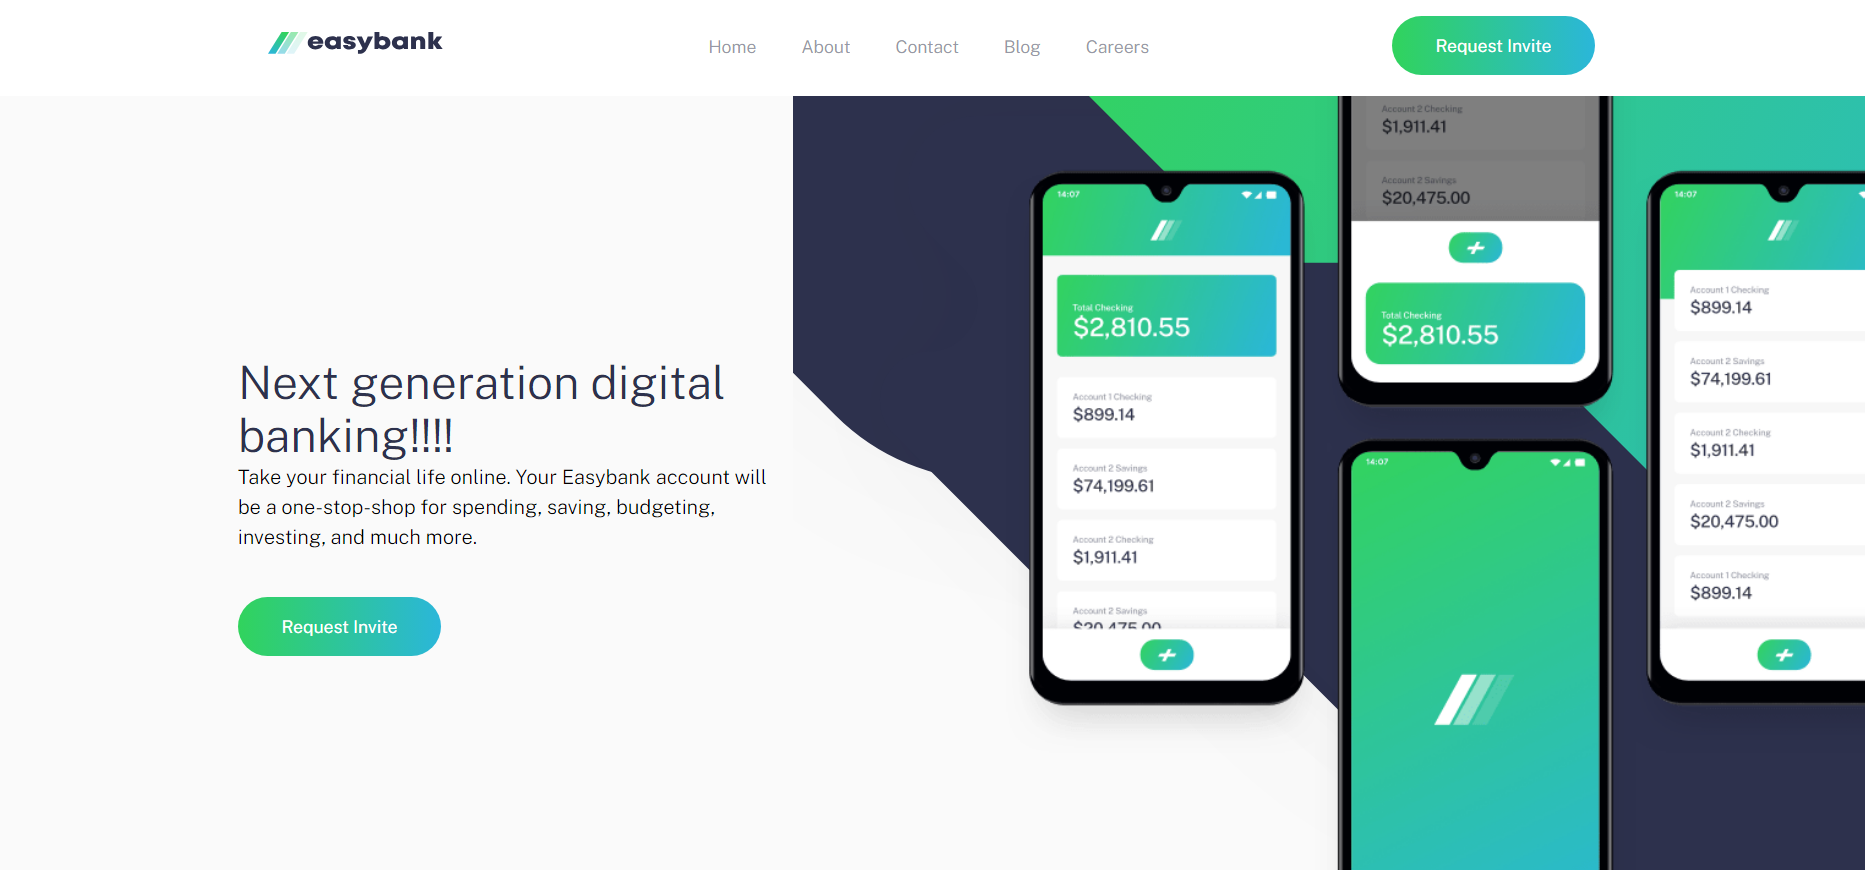 easybank
Home
About
Contact
Blog
Careers
Request Invite
Next generation digital
banking!!!!
Take your financial life online. Your Easybank account will
be a one-stop-shop for spending, saving, budgeting,
investing, and much more.
Request Invite
14:07
Total Checking
$2,810.55
Account 1 Checking
$899.14
Account 2 Savings
$74,199.61
Account 2 Checking
$1,911.41
Account 2 Savings
$20,475.00
Account 2 Checking
$1,911.41
Account 2 Savings
$20,475.00
Total Checking
$2,810.55
14:07
14:07
Account 1 Checking
$899.14
Account 2 Savings
$74,199.61
Account 2 Checking
$1,911.41
Account 2 Savings
$20,475.00
Account 1 Checking
$899.14